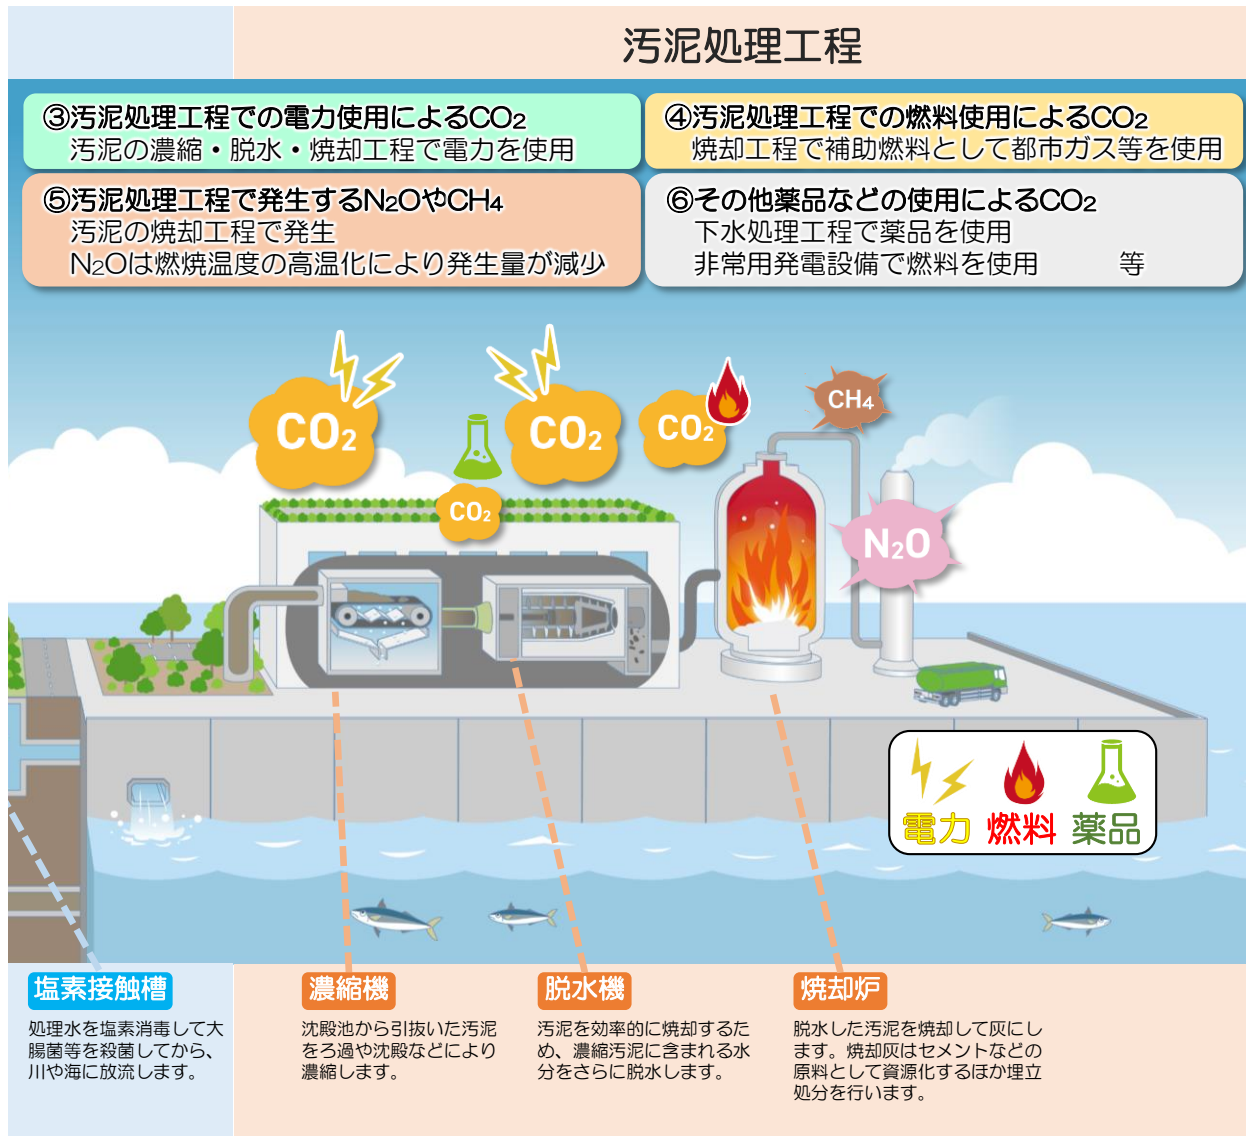 汚泥処理工程
③汚泥処理工程での電力使用によるCO2
汚泥の濃縮・脱水・焼却工程で電力を使用
④汚泥処理工程での燃料使用によるCO2
焼却工程で補助燃料として都市ガス等を使用
⑤汚泥処理工程で発生するN2OやCH4
汚泥の焼却工程で発生
N2Oは燃焼温度の高温化により発生量が減少
⑥その他薬品などの使用によるCO2
下水処理工程で薬品を使用
非常用発電設備で燃料を使用 等
CO2
CO2
CO2
CO2
CH4
N2O
電力 燃料 薬品
塩素接触槽
処理水を塩素消毒して大
腸菌等を殺菌してから、
川や海に放流します。
濃縮機
沈殿池から引抜いた汚泥
をろ過や沈殿などにより
濃縮します。
脱水機
汚泥を効率的に焼却するた
め、濃縮汚泥に含まれる水
分をさらに脱水します。
焼却炉
脱水した汚泥を焼却して灰にし
ます。焼却灰はセメントなどの
原料として資源化するほか埋立
処分を行います。